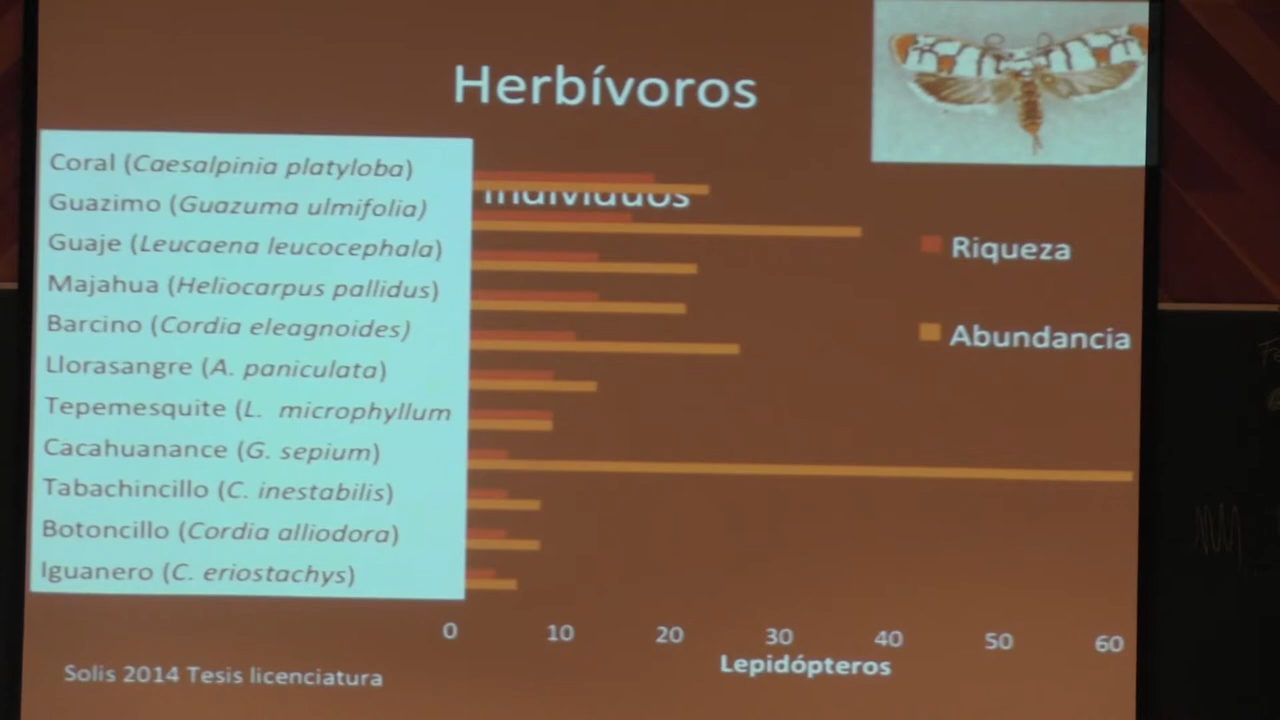 Herbívoros
Coral (Caesalpinia platyloba)
Guazimo (Guazuma ulmifolia)
Guaje (Leucaena leucocephala)
Majahua (Heliocarpus pallidus)
Barcino (Cordia eleagnoides)
Llorasangre (A. paniculata)
Tepemesquite (L. microphyllum
Cacahuanance (G. sepium)
Tabachincillo (C. inestabilis)
Botoncillo (Cordia alliodora)
Iguanero (C. eriostachys)
Individuos
Riqueza
Abundancia
0 10 20 30 40 50 60
Lepidópteros
Solis 2014 Tesis licenciatura